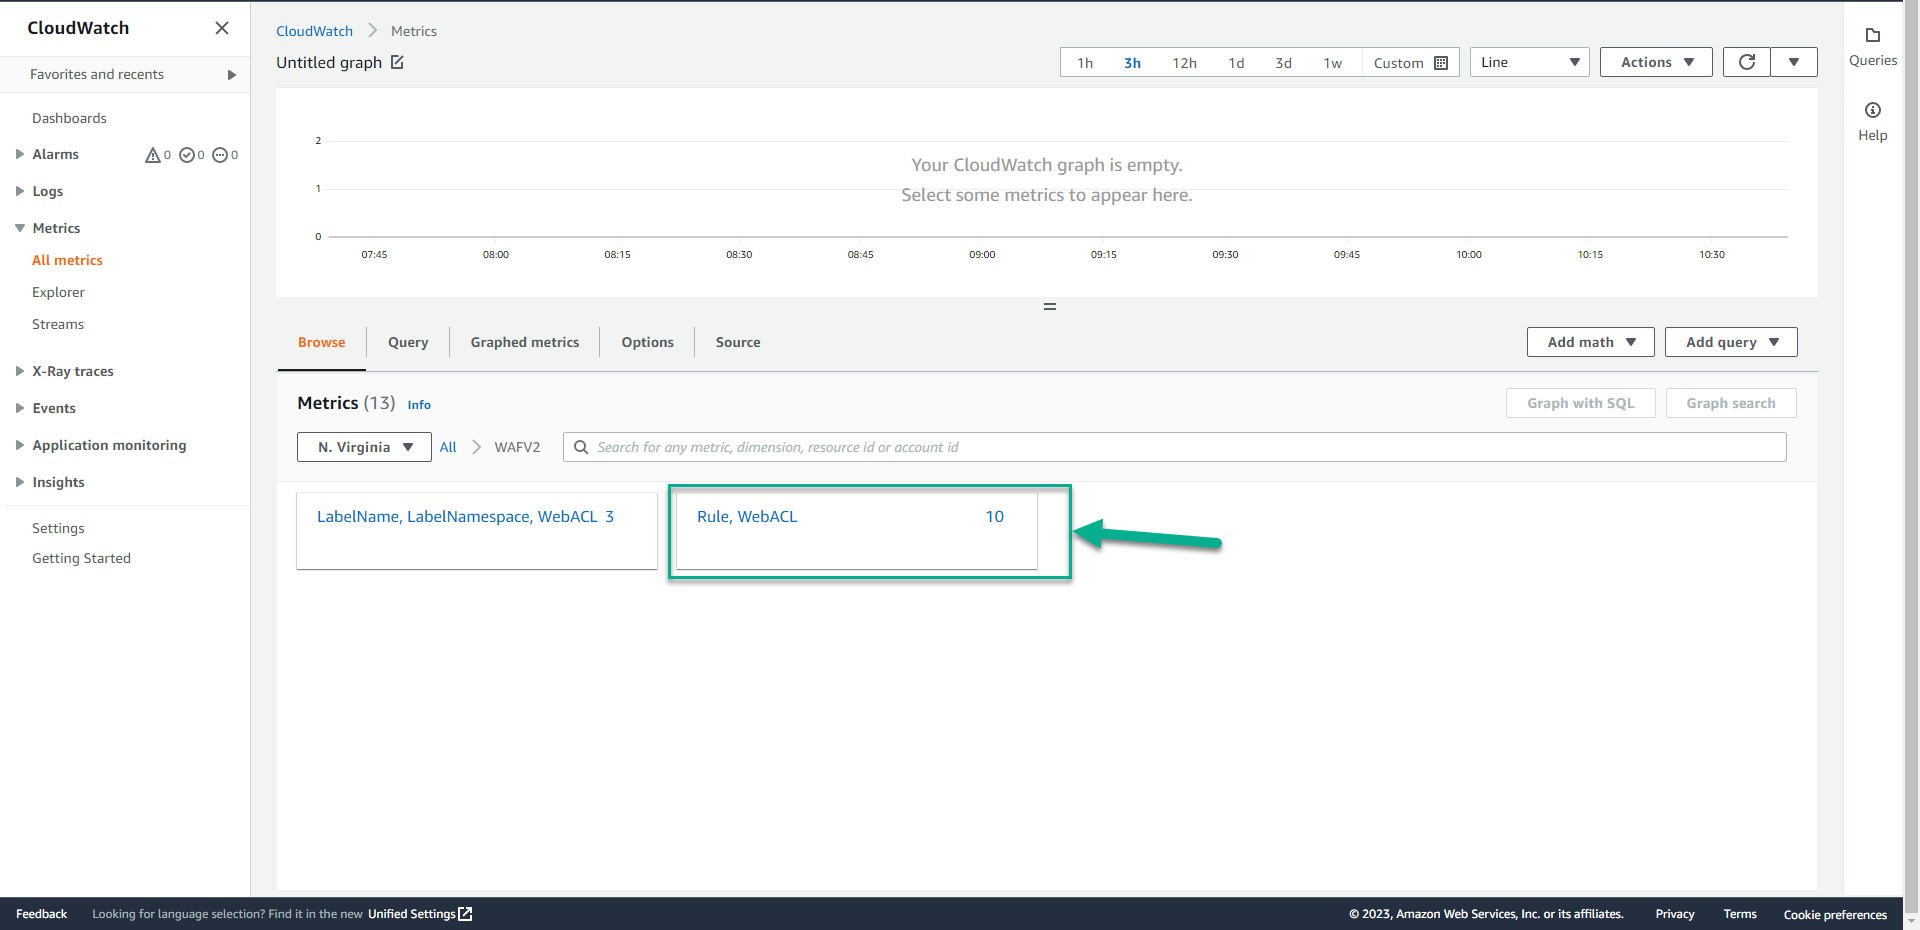 CloudWatch
Favorites and recents
Dashboards
Alarms 0 0 0
Logs
Metrics
All metrics
Explorer
Streams
X-Ray traces
Events
Application monitoring
Insights
Settings
Getting Started
CloudWatch Metrics
Untitled graph
1h 3h 12h 1d 3d 1w Custom Line Actions
2
1
0
Your CloudWatch graph is empty.
Select some metrics to appear here.
07:45 08:00 08:15 08:30 08:45 09:00 09:15 09:30 09:45 10:00 10:15 10:30
Browse Query Graphed metrics Options Source Add math Add query
Metrics (13) Info Graph with SQL Graph search
N. Virginia All WAFV2 Search for any metric, dimension, resource id or account id
LabelName, LabelNamespace, WebACL 3 Rule, WebACL 10
Queries
Help
Feedback Looking for language selection? Find it in the new Unified Settings © 2023, Amazon Web Services, Inc. or its affiliates. Privacy Terms Cookie preferences